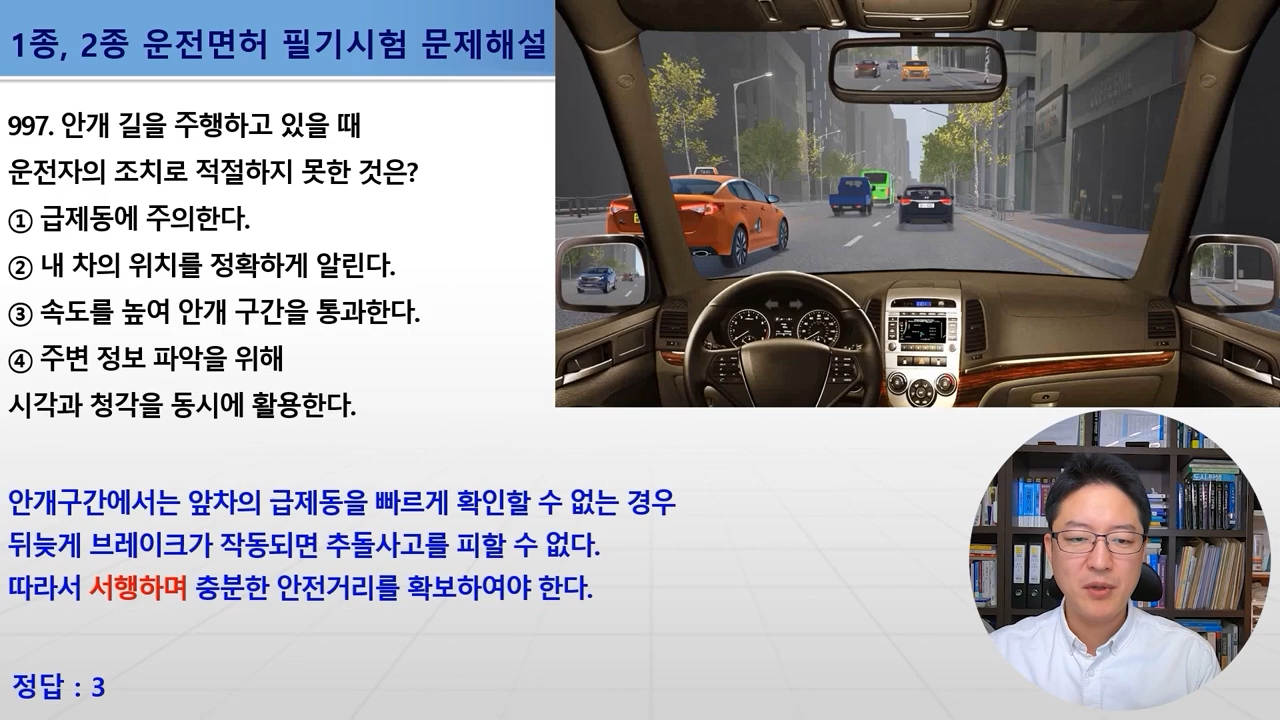 1종, 2종 운전면허 필기시험 문제해설
997. 안개 길을 주행하고 있을 때
운전자의 조치로 적절하지 못한 것은?
① 급제동에 주의한다.
② 내 차의 위치를 정확하게 알린다.
③ 속도를 높여 안개 구간을 통과한다.
④ 주변 정보 파악을 위해
시각과 청각을 동시에 활용한다.
안개구간에서는 앞차의 급제동을 빠르게 확인할 수 없는 경우
뒤늦게 브레이크가 작동되면 추돌사고를 피할 수 없다.
따라서 서행하며 충분한 안전거리를 확보하여야 한다.
정답 : 3